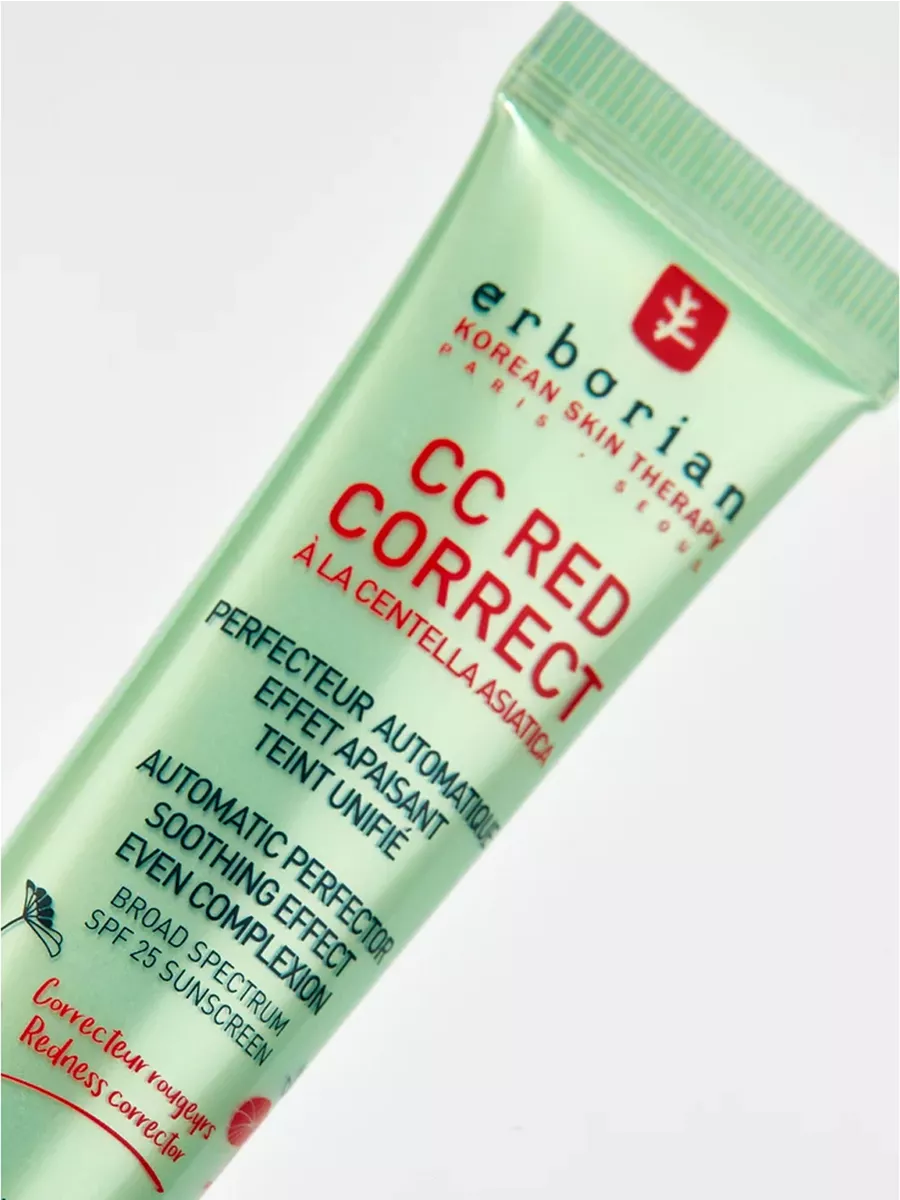 erborian
KOREAN SKIN THERAPY
PARIS · SEOUL
CC RED
CORRECT
À LA CENTELLA ASIATICA
PERFECTEUR AUTOMATIQUE
EFFET APAISANT
TEINT UNIFIÉ
AUTOMATIC PERFECTOR
SOOTHING EFFECT
EVEN COMPLEXION
BROAD SPECTRUM
SPF 25 SUNSCREEN
Correcteur rougeurs
Redness corrector